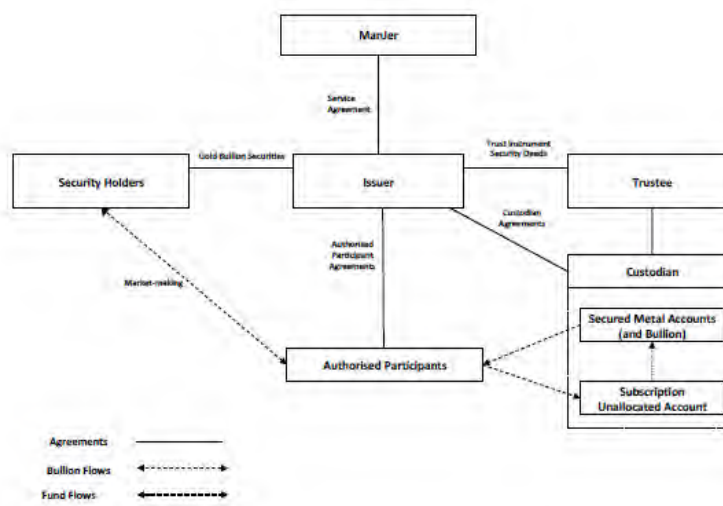 ManJer
Service
Agreement
Gold Bullion Securities
Trust Instrument
Security Deeds
Security Holders
Issuer
Trustee
Custodian
Agreements
Authorised
Participant
Agreements
Custodian
Market-making
Secured Metal Accounts
(and Bullion)
Authorised Participants
Subscription
Unallocated Account
Agreements
Bullion Flows
Fund Flows